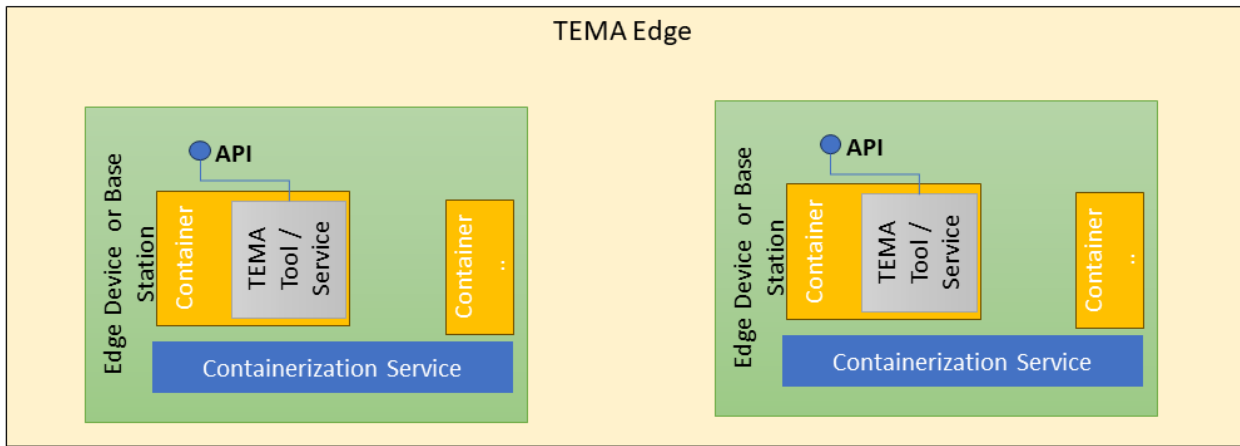 TEMA Edge
Edge Device or Base
Station
API
Container
TEMA
Tool /
Service
Container
..
Containerization Service
Edge Device or Base
Station
API
Container
TEMA
Tool /
Service
Container
..
Containerization Service